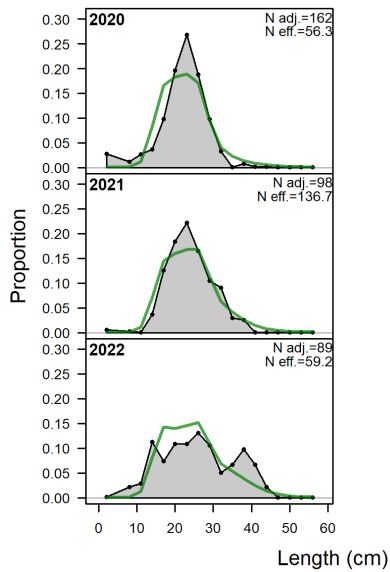 2020
N adj.=162
N eff.=56.3
0.30
0.25
0.20
0.15
0.10
0.05
0.00
2021
N adj.=98
N eff.=136.7
0.30
0.25
0.20
0.15
0.10
0.05
0.00
Proportion
2022
N adj.=89
N eff.=59.2
0.30
0.25
0.20
0.15
0.10
0.05
0.00
0 10 20 30 40 50 60
Length (cm)